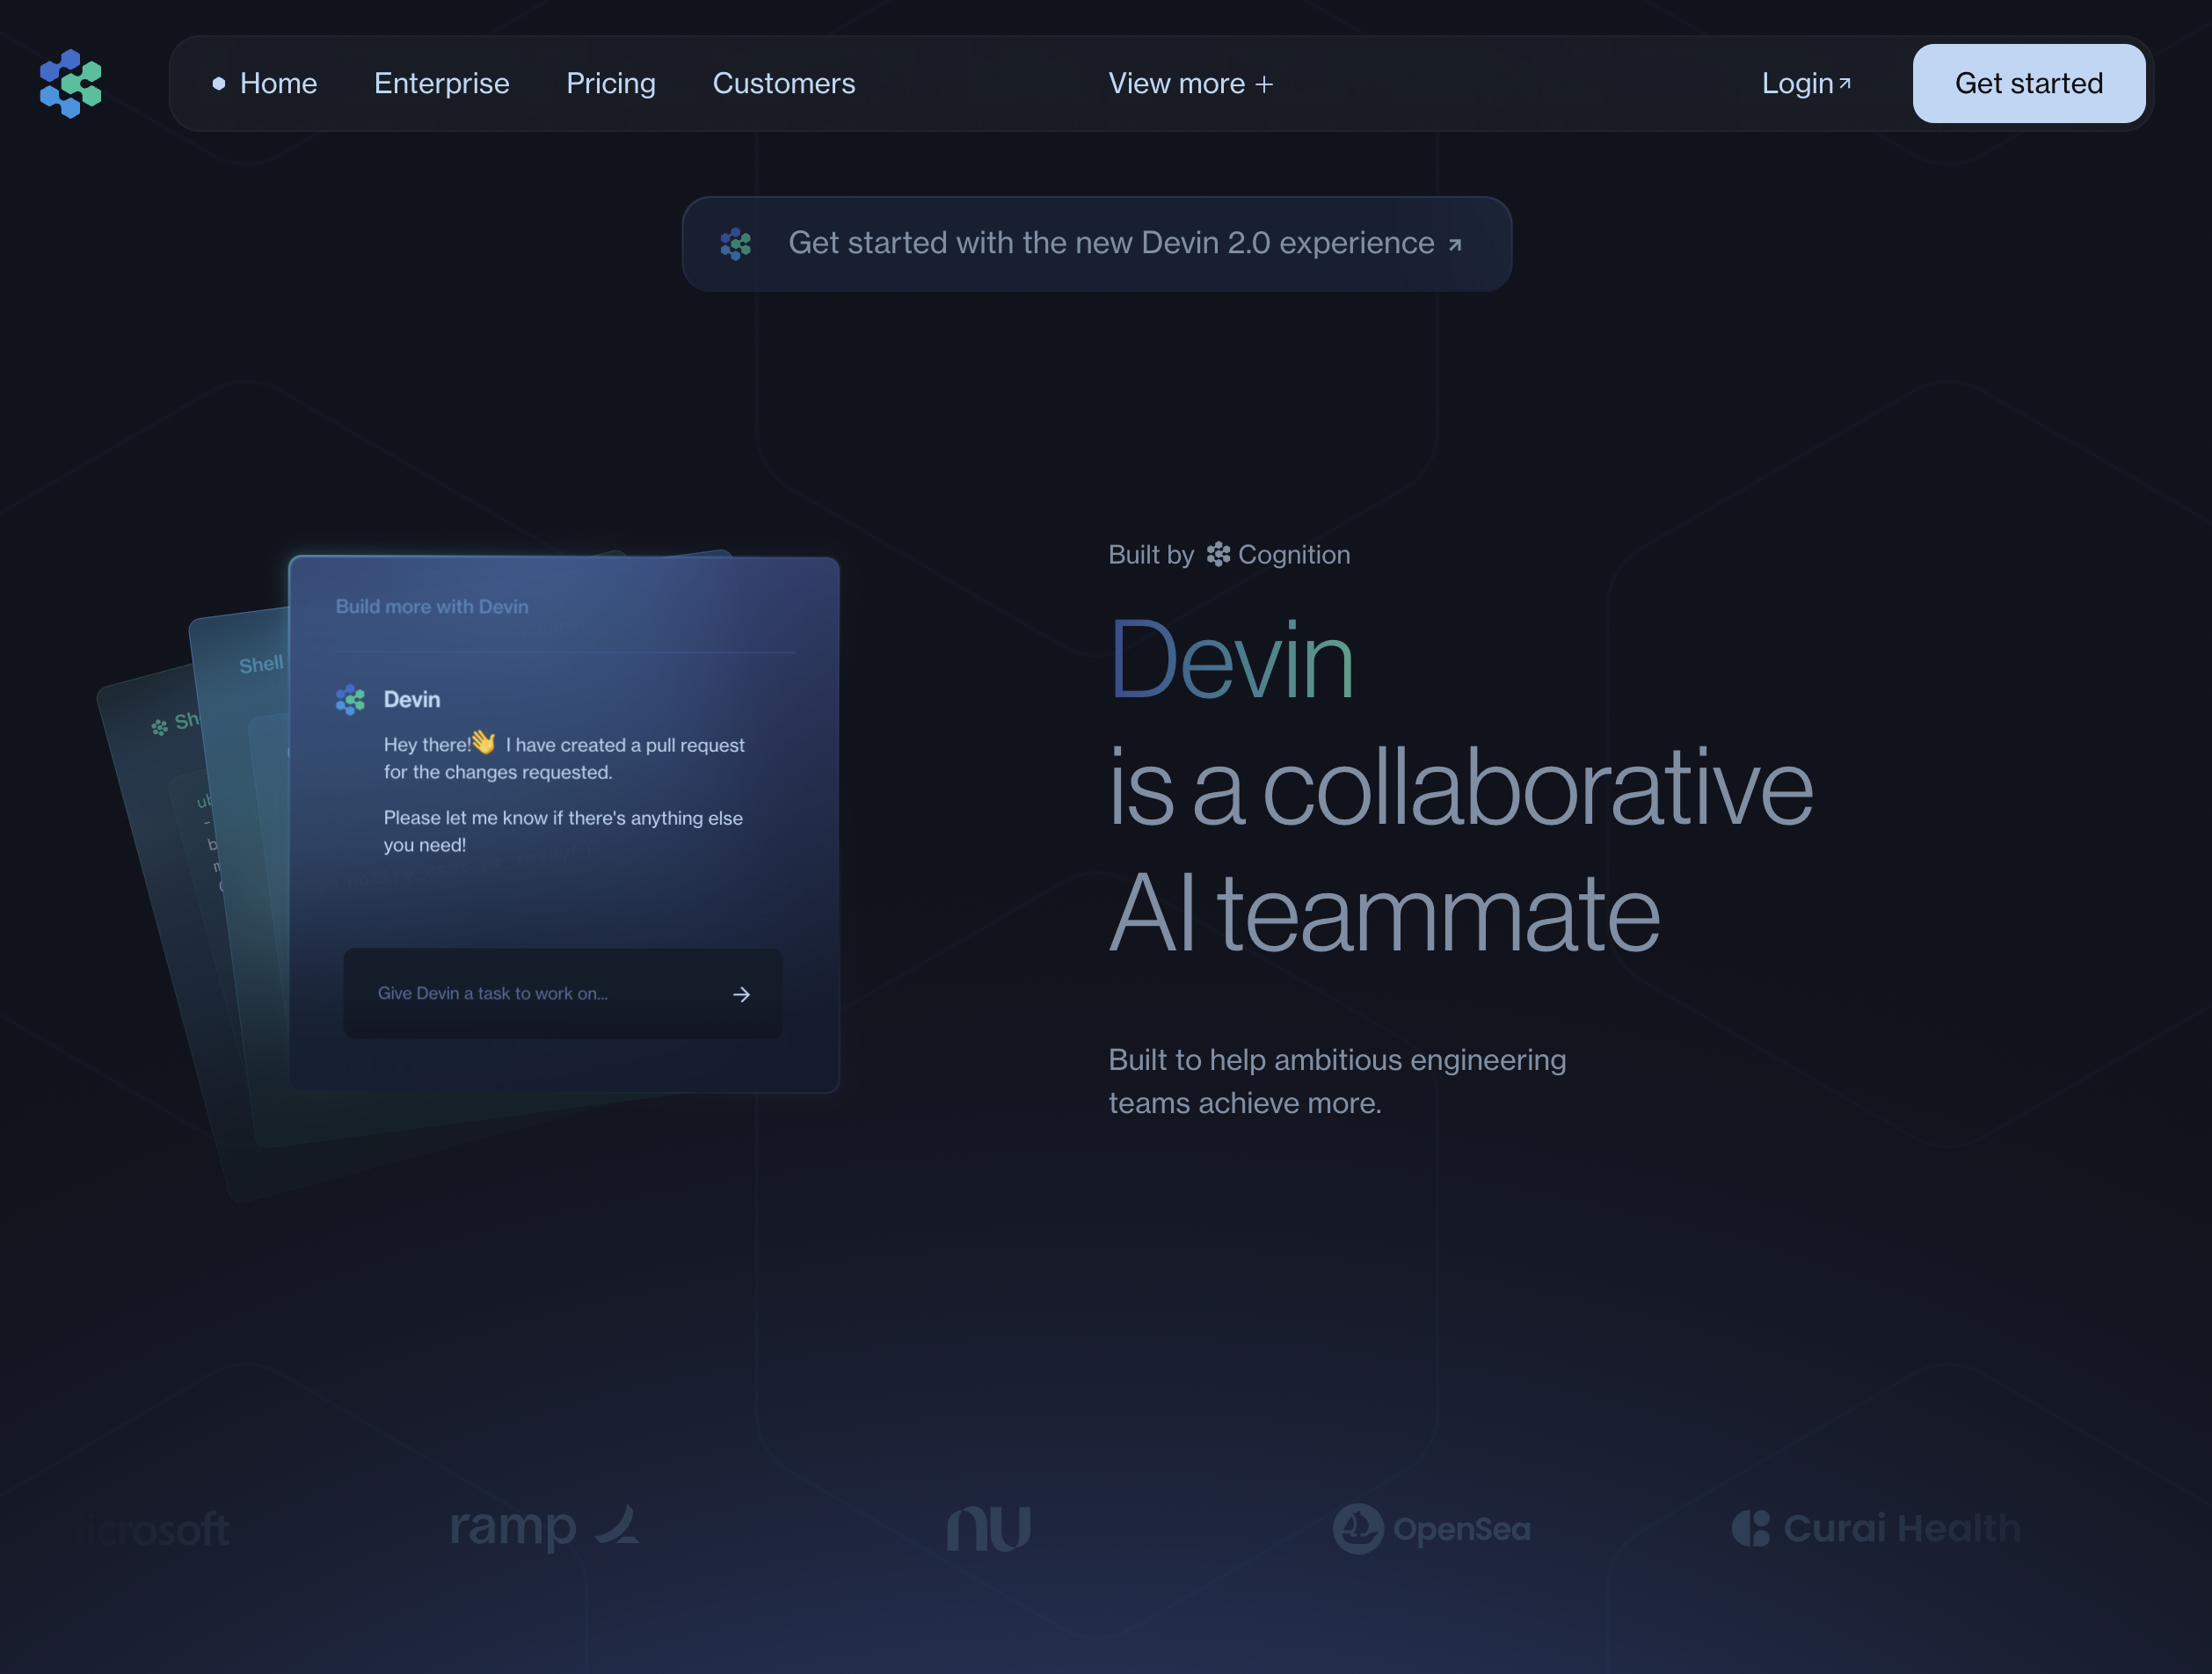 Home Enterprise Pricing Customers View more + Login Get started
Get started with the new Devin 2.0 experience
Build more with Devin
Shell
Devin
Hey there!👋 I have created a pull request
for the changes requested.
Please let me know if there's anything else
you need!
Give Devin a task to work on...
Built by Cognition
Devin
is a collaborative
AI teammate
Built to help ambitious engineering
teams achieve more.
icrosoft ramp nu OpenSea Curai Health